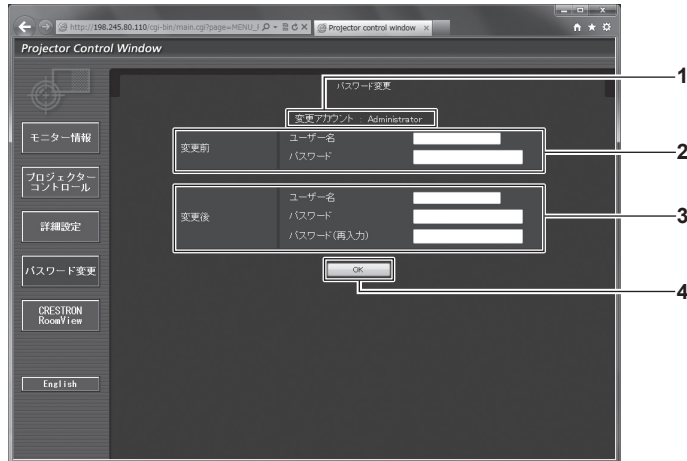 http://198.245.80.110/cgi-bin/main.cgi?page=MENU_
Projector control window
Projector Control Window
パスワード変更
変更アカウント : Administrator
変更前
ユーザー名
パスワード
変更後
ユーザー名
パスワード
パスワード(再入力)
OK
モニター情報
プロジェクター
コントロール
詳細設定
パスワード変更
CRESTRON
RoomView
English
1
2
3
4